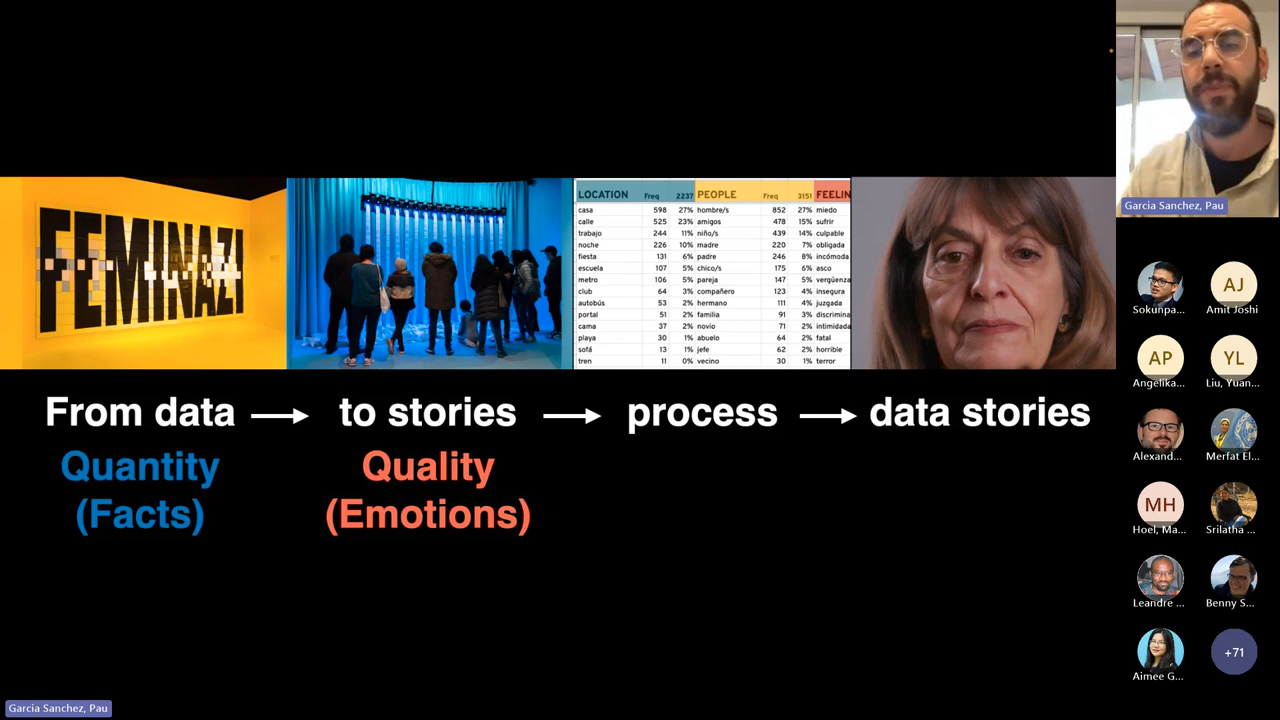 FEMINAZI
LOCATION Freq 2237 PEOPLE Freq 3151 FEELIN
casa 598 27% hombre/s 852 27% miedo
calle 525 23% amigos 478 15% sufrir
trabajo 244 11% niño/s 439 14% culpable
noche 226 10% madre 220 7% obligada
fiesta 131 6% padre 246 8% incómoda
escuela 107 5% chico/s 175 6% asco
metro 106 5% pareja 147 5% vergüenza
club 64 3% compañero 123 4% insegura
autobús 53 2% hermano 111 4% juzgada
portal 51 2% familia 91 3% discrimina
cama 37 2% novio 71 2% intimidada
playa 30 1% abuelo 64 2% fatal
sofá 13 1% jefe 62 2% horrible
tren 11 0% vecino 30 1% terror
From data → to stories → process → data stories
Quantity
(Facts)
Quality
(Emotions)
Garcia Sanchez, Pau
Garcia Sanchez, Pau
Sokunpa...
AJ
Amit Joshi
AP
Angelika...
YL
Liu, Yuan...
Alexand...
Merfat El...
MH
Hoel, Ma...
Srilatha ...
Leandre ...
Benny S...
Aimee G...
+71